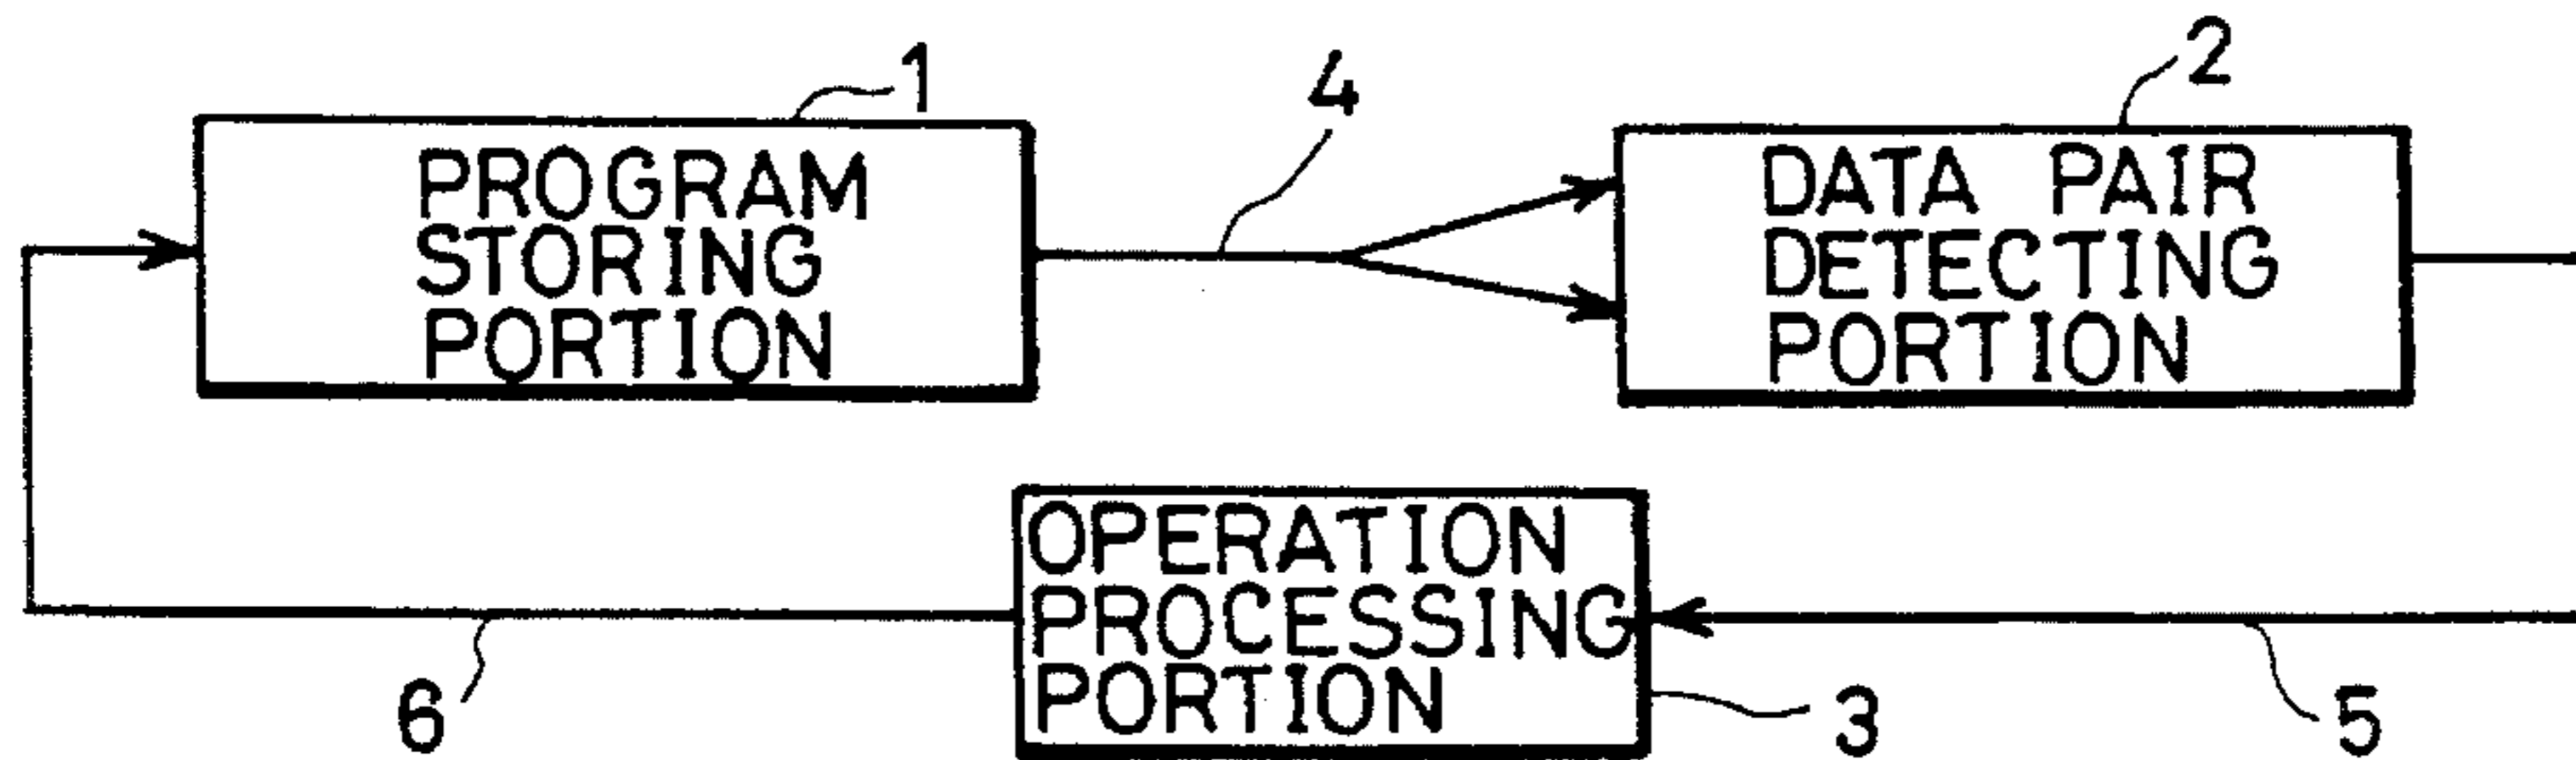 1
4
2
PROGRAM
STORING
PORTION
DATA PAIR
DETECTING
PORTION
OPERATION
PROCESSING
PORTION
6
3
5